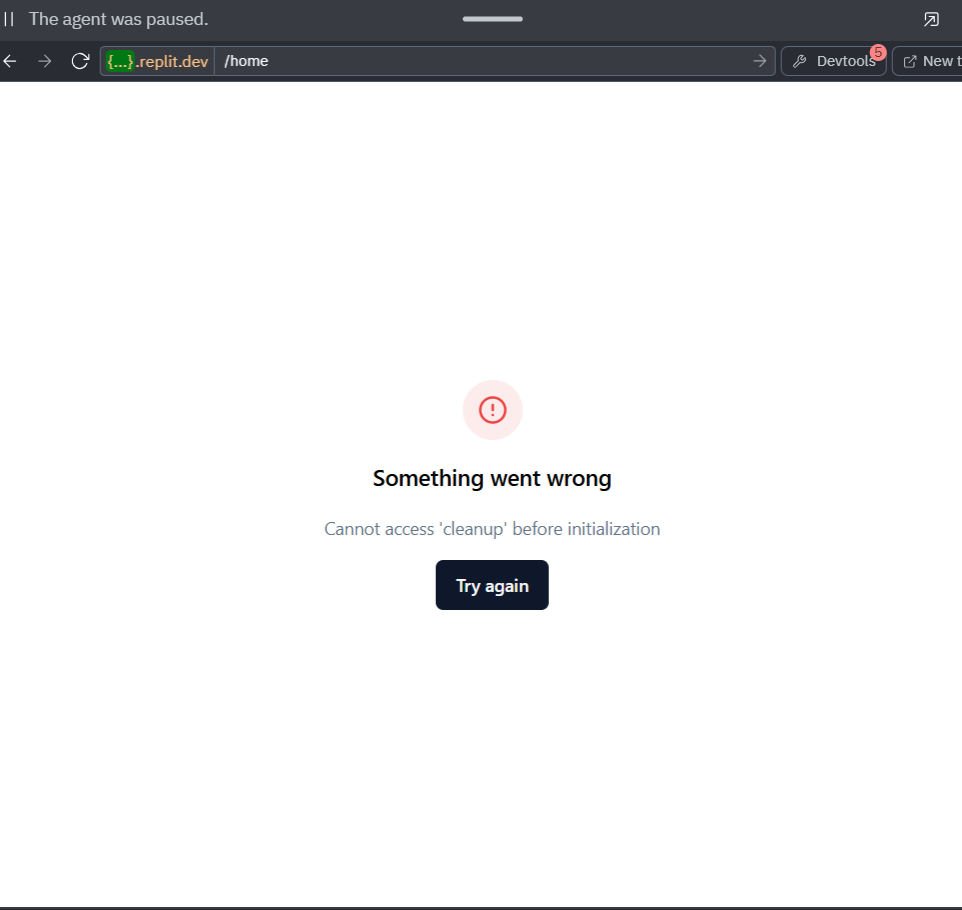 The agent was paused.
{...}.replit.dev /home Devtools 5 New t
Something went wrong
Cannot access 'cleanup' before initialization
Try again